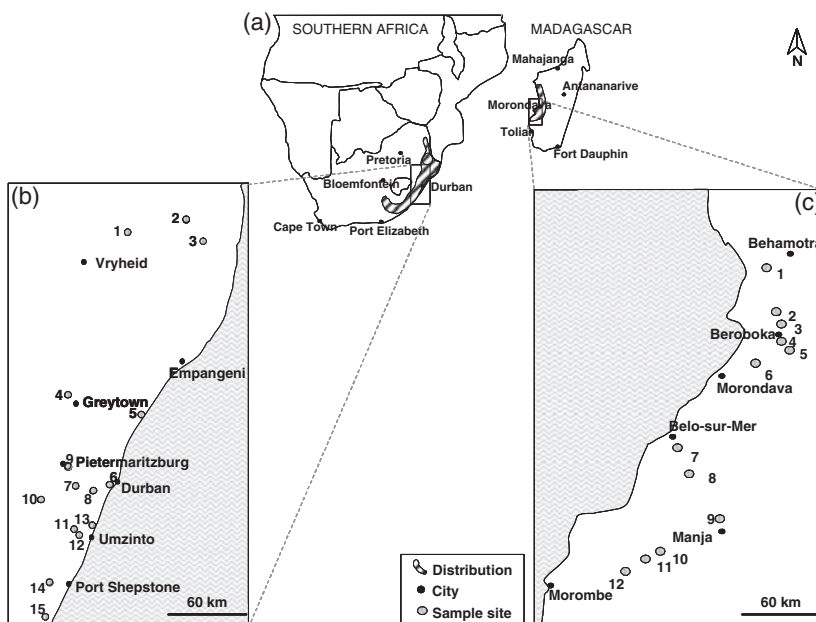 (a)
SOUTHERN AFRICA
MADAGASCAR
N
Mahajanga
Antananarive
Morondava
Toliar
Fort Dauphin
Pretoria
Bloemfontein
Durban
Cape Town
Port Elizabeth
(b)
1
2
3
Vryheid
Empangeni
4
Greytown
5
9
Pietermaritzburg
6
7
8
Durban
10
11
13
12
Umzinto
14
Port Shepstone
15
60 km
Distribution
City
Sample site
(c)
Behamotra
1
2
3
Beroboka
4
5
6
Morondava
Belo-sur-Mer
7
8
9
Manja
10
11
12
Morombe
60 km